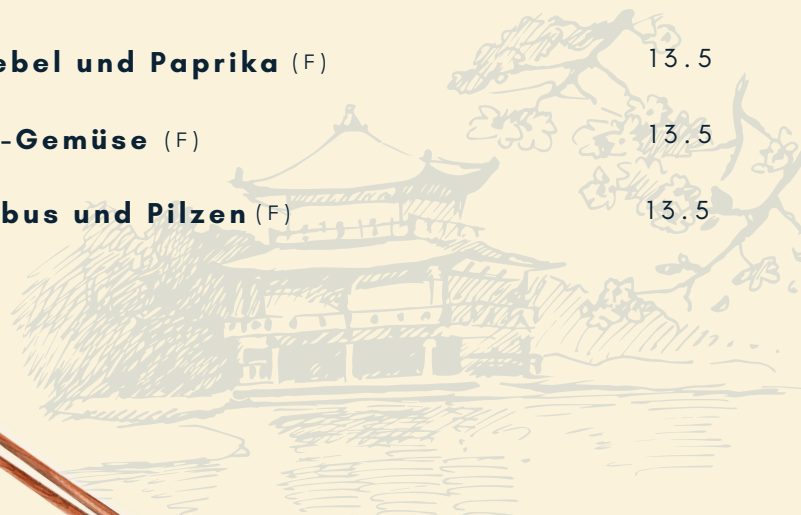 ebel und Paprika (F) 13.5
-Gemüse (F) 13.5
bus und Pilzen (F) 13.5